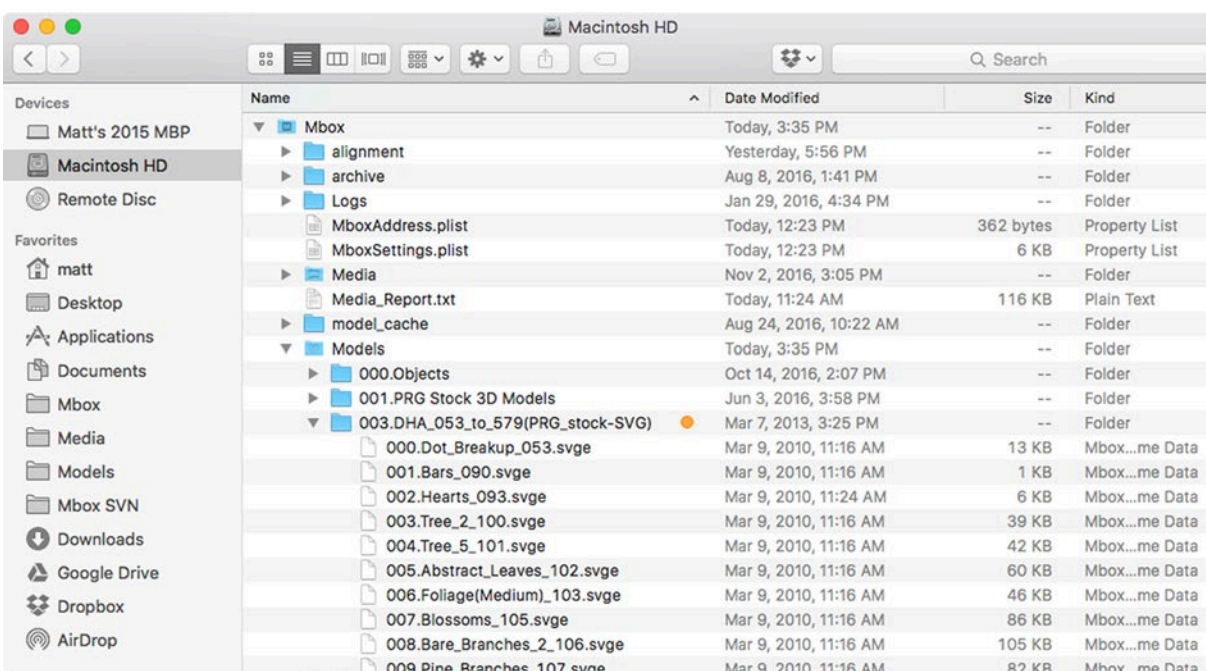 Macintosh HD
Search
Devices
Matt's 2015 MBP
Macintosh HD
Remote Disc
Favorites
matt
Desktop
Applications
Documents
Mbox
Media
Models
Mbox SVN
Downloads
Google Drive
Dropbox
AirDrop
Name Date Modified Size Kind
Mbox Today, 3:35 PM -- Folder
alignment Yesterday, 5:56 PM -- Folder
archive Aug 8, 2016, 1:41 PM -- Folder
Logs Jan 29, 2016, 4:34 PM -- Folder
MboxAddress.plist Today, 12:23 PM 362 bytes Property List
MboxSettings.plist Today, 12:23 PM 6 KB Property List
Media Nov 2, 2016, 3:05 PM -- Folder
Media_Report.txt Today, 11:24 AM 116 KB Plain Text
model_cache Aug 24, 2016, 10:22 AM -- Folder
Models Today, 3:35 PM -- Folder
000.Objects Oct 14, 2016, 2:07 PM -- Folder
001.PRG Stock 3D Models Jun 3, 2016, 3:58 PM -- Folder
003.DHA_053_to_579(PRG_stock-SVG) Mar 7, 2013, 3:25 PM -- Folder
000.Dot_Breakup_053.svge Mar 9, 2010, 11:16 AM 13 KB Mbox...me Data
001.Bars_090.svge Mar 9, 2010, 11:16 AM 1 KB Mbox...me Data
002.Hearts_093.svge Mar 9, 2010, 11:24 AM 6 KB Mbox...me Data
003.Tree_2_100.svge Mar 9, 2010, 11:16 AM 39 KB Mbox...me Data
004.Tree_5_101.svge Mar 9, 2010, 11:16 AM 42 KB Mbox...me Data
005.Abstract_Leaves_102.svge Mar 9, 2010, 11:16 AM 60 KB Mbox...me Data
006.Foliage(Medium)_103.svge Mar 9, 2010, 11:16 AM 46 KB Mbox...me Data
007.Blossoms_105.svge Mar 9, 2010, 11:16 AM 86 KB Mbox...me Data
008.Bare_Branches_2_106.svge Mar 9, 2010, 11:16 AM 105 KB Mbox...me Data
009.Pine_Branches_107.svge Mar 9, 2010, 11:16 AM 82 KB Mbox...me Data